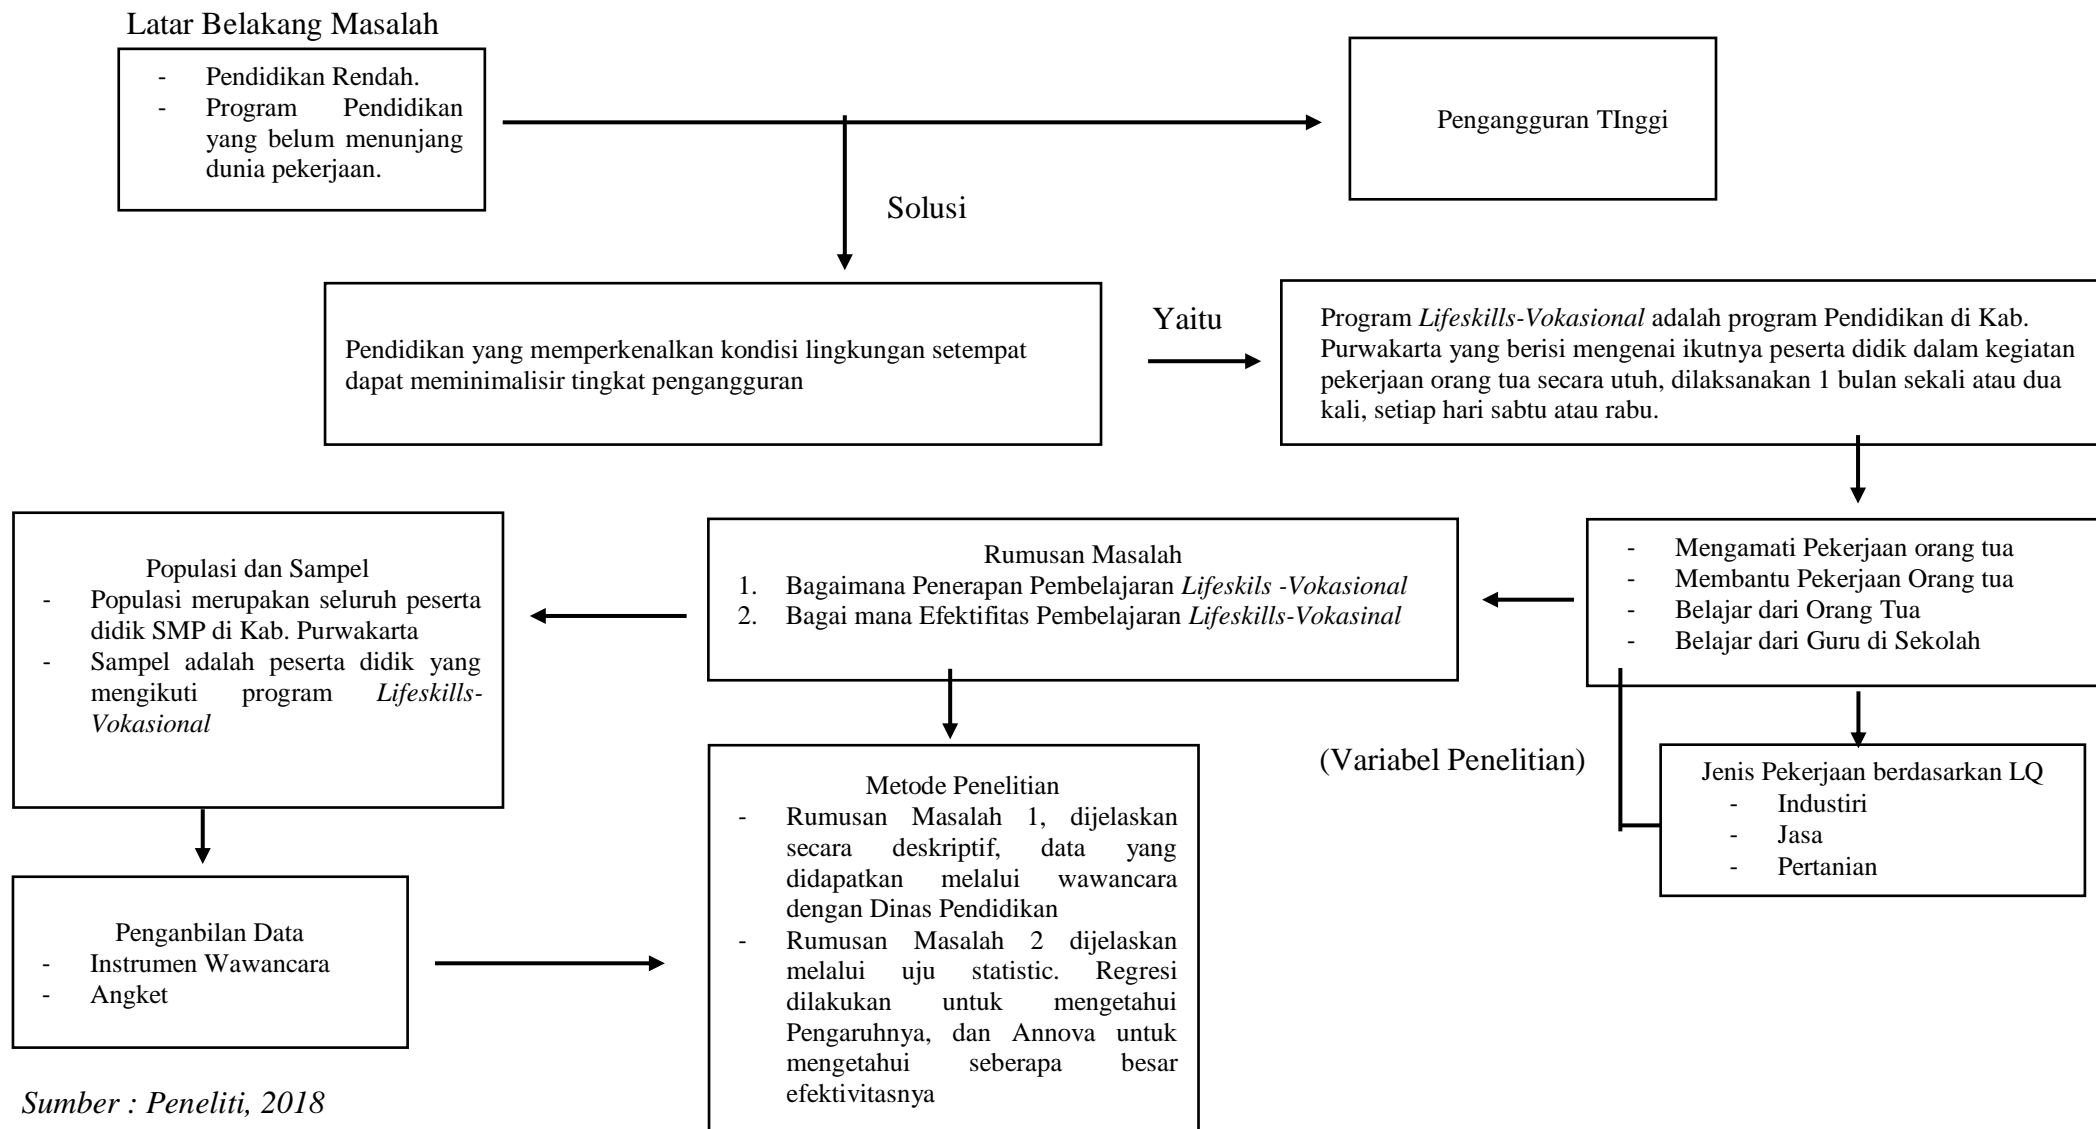 Latar Belakang Masalah
- Pendidikan Rendah.
- Program Pendidikan
yang belum menunjang
dunia pekerjaan.
Pengangguran TInggi
Solusi
Pendidikan yang memperkenalkan kondisi lingkungan setempat
dapat meminimalisir tingkat pengangguran
Yaitu
Program Lifeskills-Vokasional adalah program Pendidikan di Kab.
Purwakarta yang berisi mengenai ikutnya peserta didik dalam kegiatan
pekerjaan orang tua secara utuh, dilaksanakan 1 bulan sekali atau dua
kali, setiap hari sabtu atau rabu.
- Mengamati Pekerjaan orang tua
- Membantu Pekerjaan Orang tua
- Belajar dari Orang Tua
- Belajar dari Guru di Sekolah
Rumusan Masalah
1. Bagaimana Penerapan Pembelajaran Lifeskils -Vokasional
2. Bagai mana Efektifitas Pembelajaran Lifeskills-Vokasinal
Populasi dan Sampel
- Populasi merupakan seluruh peserta
didik SMP di Kab. Purwakarta
- Sampel adalah peserta didik yang
mengikuti program Lifeskills-
Vokasional
(Variabel Penelitian)
Jenis Pekerjaan berdasarkan LQ
- Industiri
- Jasa
- Pertanian
Metode Penelitian
- Rumusan Masalah 1, dijelaskan
secara deskriptif, data yang
didapatkan melalui wawancara
dengan Dinas Pendidikan
- Rumusan Masalah 2 dijelaskan
melalui uju statistic. Regresi
dilakukan untuk mengetahui
Pengaruhnya, dan Annova untuk
mengetahui seberapa besar
efektivitasnya
Penganbilan Data
- Instrumen Wawancara
- Angket
Sumber : Peneliti, 2018